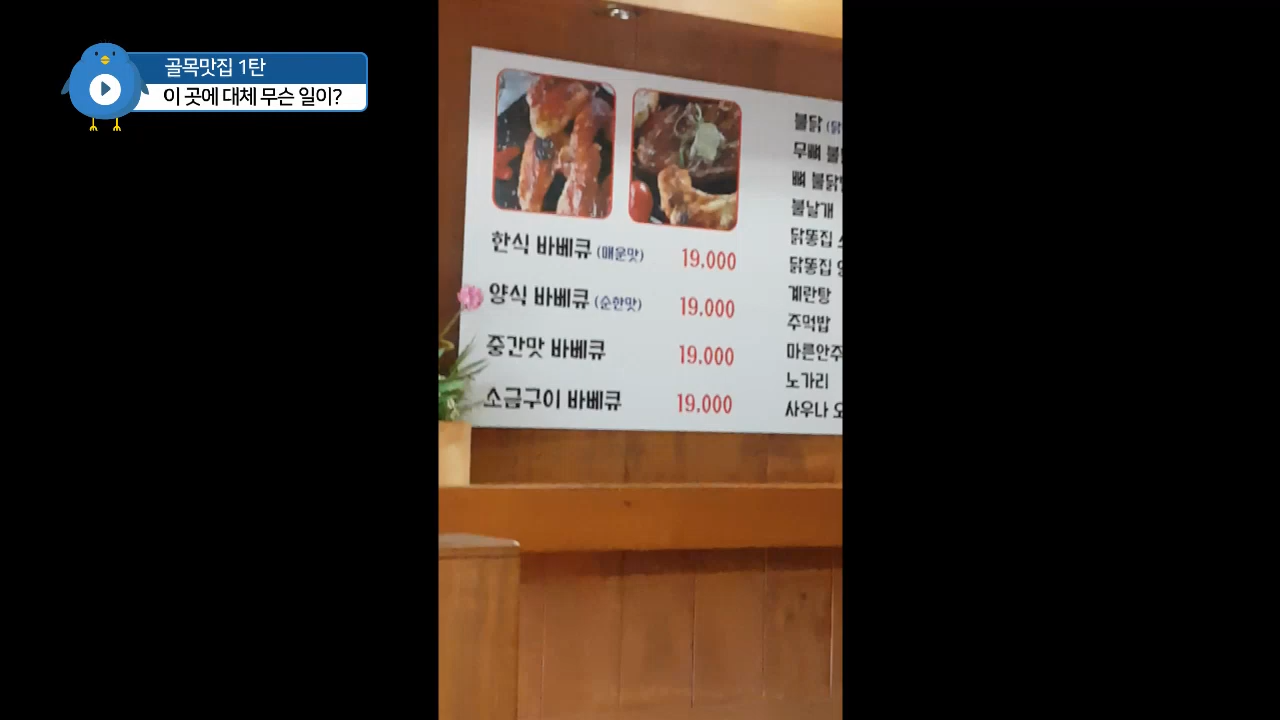 골목맛집 1탄
이 곳에 대체 무슨 일이?
한식 바베큐 (매운맛) 19,000
양식 바베큐 (순한맛) 19,000
중간맛 바베큐 19,000
소금구이 바베큐 19,000
불닭
무뼈
뼈
불날개
닭똥집
닭똥집
계란탕
주먹밥
마른안주
노가리
사우나